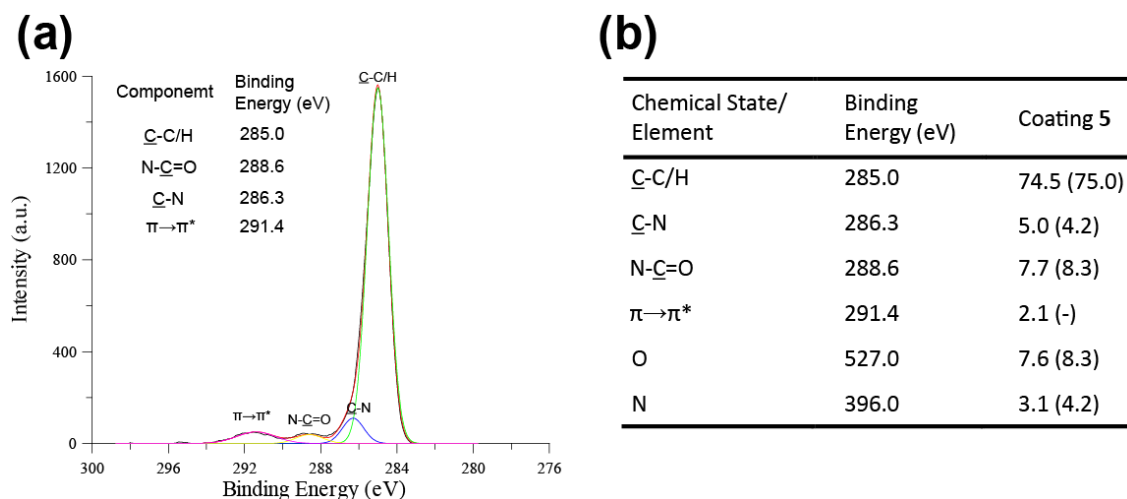 (a)
Componemt Binding Energy (eV)
C-C/H 285.0
N-C=O 288.6
C-N 286.3
π→π* 291.4
C-C/H
π→π*
N-C=O
C-N
1600
1200
800
400
0
Intensity (a.u.)
300 296 292 288 284 280 276
Binding Energy (eV)
(b)
Chemical State/ Element Binding Energy (eV) Coating 5
C-C/H 285.0 74.5 (75.0)
C-N 286.3 5.0 (4.2)
N-C=O 288.6 7.7 (8.3)
π→π* 291.4 2.1 (-)
O 527.0 7.6 (8.3)
N 396.0 3.1 (4.2)